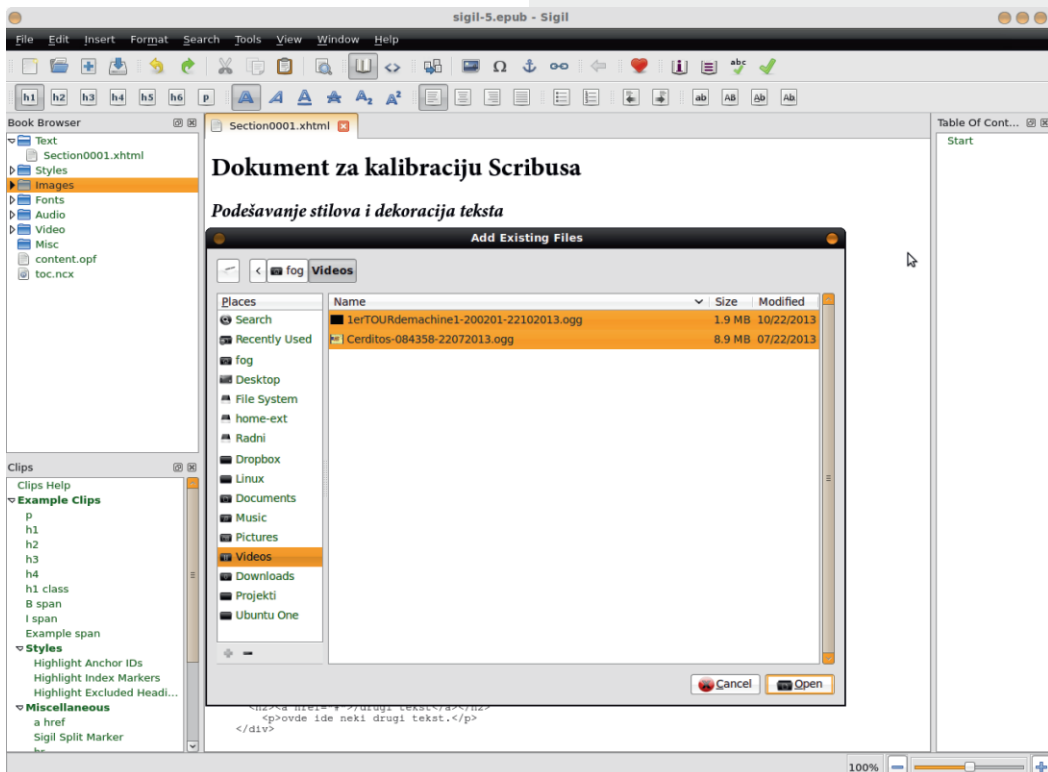 sigil-5.epub - Sigil
File Edit Insert Format Search Tools View Window Help
abc
h1 h2 h3 h4 h5 h6 p A A A A A₂ A² ab AB Ab Ab
Book Browser
Text
Section0001.xhtml
Styles
Images
Fonts
Audio
Video
Misc
content.opf
toc.ncx
Section0001.xhtml
Dokument za kalibraciju Scribusa
Podešavanje stilova i dekoracija teksta
Table Of Cont...
Start
Add Existing Files
fog Videos
Places
Search
Recently Used
fog
Desktop
File System
home-ext
Radni
Dropbox
Linux
Documents
Music
Pictures
Videos
Downloads
Projekti
Ubuntu One
Name Size Modified
1erTOURdemachine1-200201-22102013.ogg 1.9 MB 10/22/2013
Cerditos-084358-22072013.ogg 8.9 MB 07/22/2013
Cancel Open
Clips
Clips Help
Example Clips
p
h1
h2
h3
h4
h1 class
B span
I span
Example span
Styles
Highlight Anchor IDs
Highlight Index Markers
Highlight Excluded Headi...
Miscellaneous
a href
Sigil Split Marker
<p>ovde ide neki drugi tekst.</p>
</div>
100%